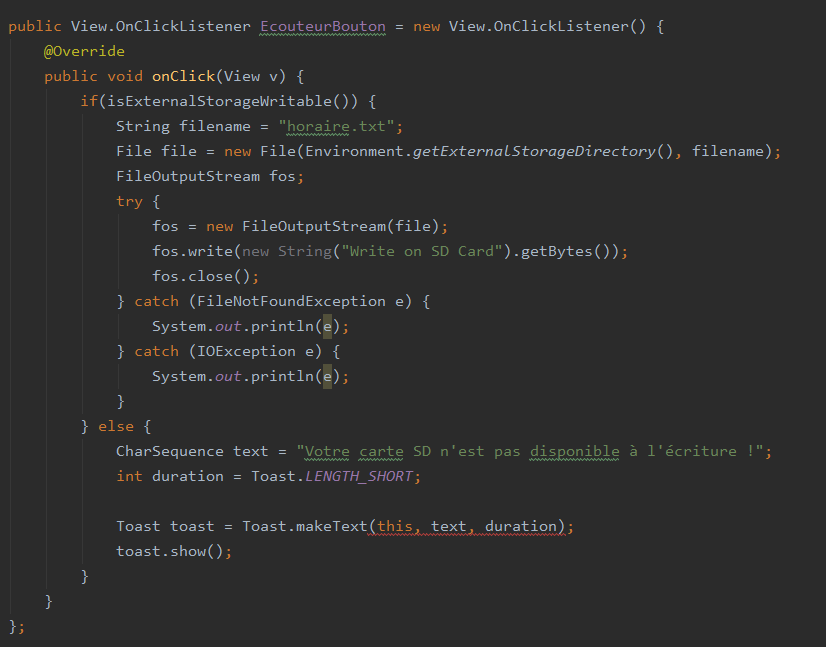 public View.OnClickListener EcouteurBouton = new View.OnClickListener() {
    @Override
    public void onClick(View v) {
        if(isExternalStorageWritable()) {
            String filename = "horaire.txt";
            File file = new File(Environment.getExternalStorageDirectory(), filename);
            FileOutputStream fos;
            try {
                fos = new FileOutputStream(file);
                fos.write(new String("Write on SD Card").getBytes());
                fos.close();
            } catch (FileNotFoundException e) {
                System.out.println(e);
            } catch (IOException e) {
                System.out.println(e);
            }
        } else {
            CharSequence text = "Votre carte SD n'est pas disponible à l'écriture !";
            int duration = Toast.LENGTH_SHORT;

            Toast toast = Toast.makeText(this, text, duration);
            toast.show();
        }
    }
};